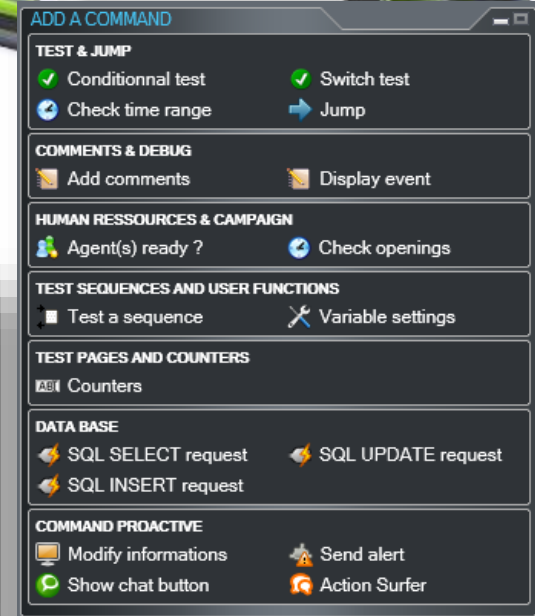 ADD A COMMAND
TEST & JUMP
Conditionnal test
Switch test
Check time range
Jump
COMMENTS & DEBUG
Add comments
Display event
HUMAN RESSOURCES & CAMPAIGN
Agent(s) ready ?
Check openings
TEST SEQUENCES AND USER FUNCTIONS
Test a sequence
Variable settings
TEST PAGES AND COUNTERS
Counters
DATA BASE
SQL SELECT request
SQL UPDATE request
SQL INSERT request
COMMAND PROACTIVE
Modify informations
Send alert
Show chat button
Action Surfer